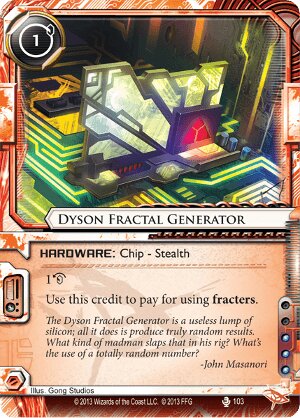 1
DYSON FRACTAL GENERATOR
HARDWARE: Chip - Stealth
1
Use this credit to pay for using fracters.
The Dyson Fractal Generator is a useless lump of
silicon; all it does is produce truly random results.
What kind of madman slaps that in his rig? What's
the use of a totally random number?
-John Masanori
Illus. Gong Studios
© 2013 Wizards of the Coast LLC. © 2013 FFG
103